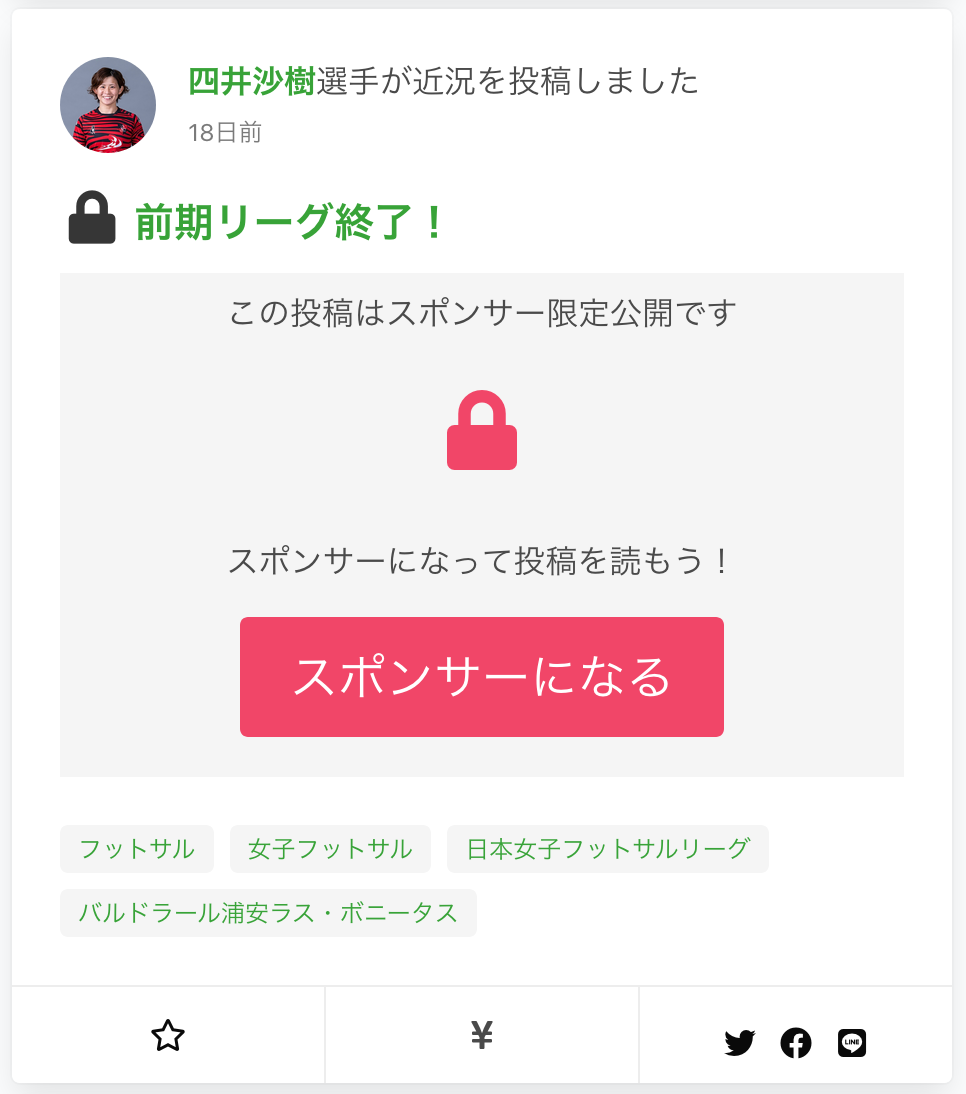 四井沙樹選手が近況を投稿しました
18日前
前期リーグ終了！
この投稿はスポンサー限定公開です
スポンサーになって投稿を読もう！
スポンサーになる
フットサル 女子フットサル 日本女子フットサルリーグ
バルドラール浦安ラス・ボニータス
¥
LINE